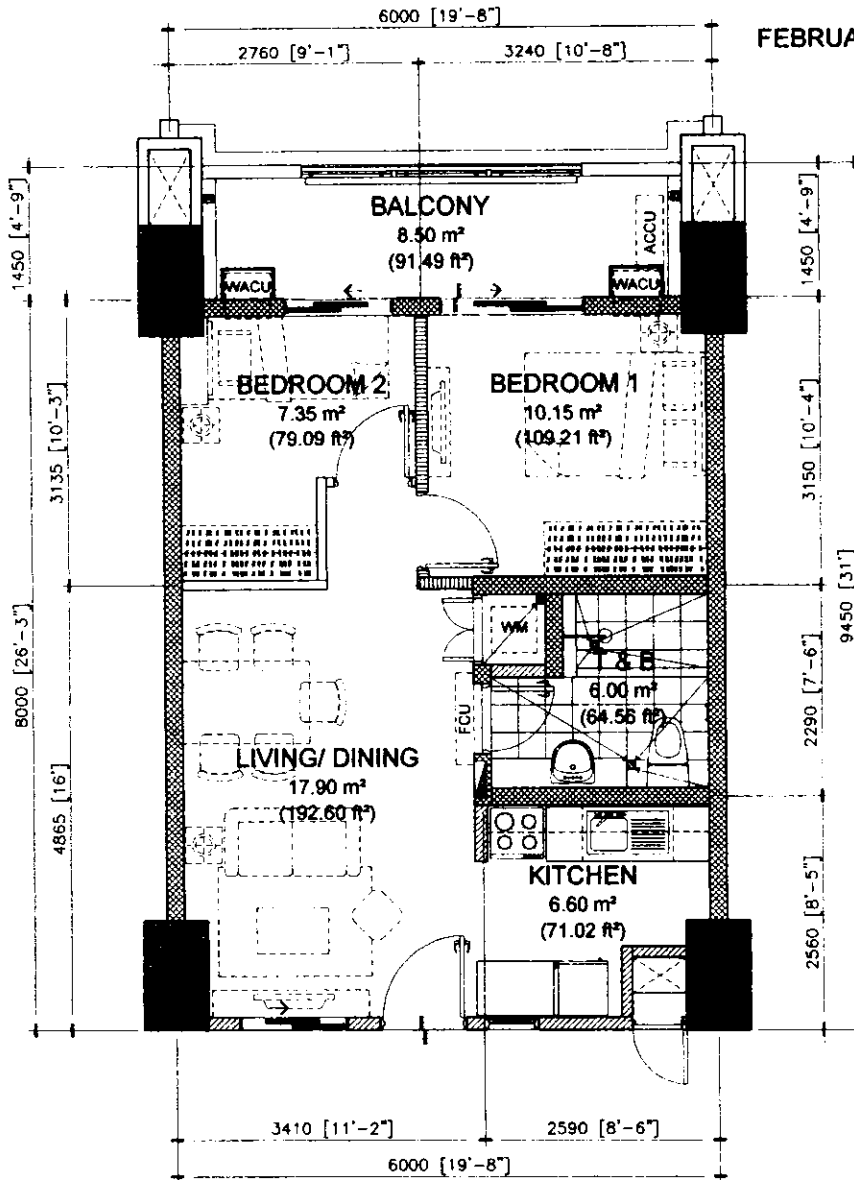 6000 [19'-8"]
2760 [9'-1"]
3240 [10'-8"]
FEBRUA
1450 [4'-9"]
BALCONY
8.50 m²
(91.49 ft²)
ACCU
1450 [4'-9"]
WACU
WACU
3135 [10'-3"]
BEDROOM 2
7.35 m²
(79.09 ft²)
BEDROOM 1
10.15 m²
(109.21 ft²)
3150 [10'-4"]
8000 [26'-3"]
9450 [31']
WM
T & B
6.00 m²
(64.56 ft²)
2290 [7'-6"]
FCU
4865 [16']
LIVING/ DINING
17.90 m²
(192.60 ft²)
KITCHEN
6.60 m²
(71.02 ft²)
2560 [8'-5"]
3410 [11'-2"]
2590 [8'-6"]
6000 [19'-8"]